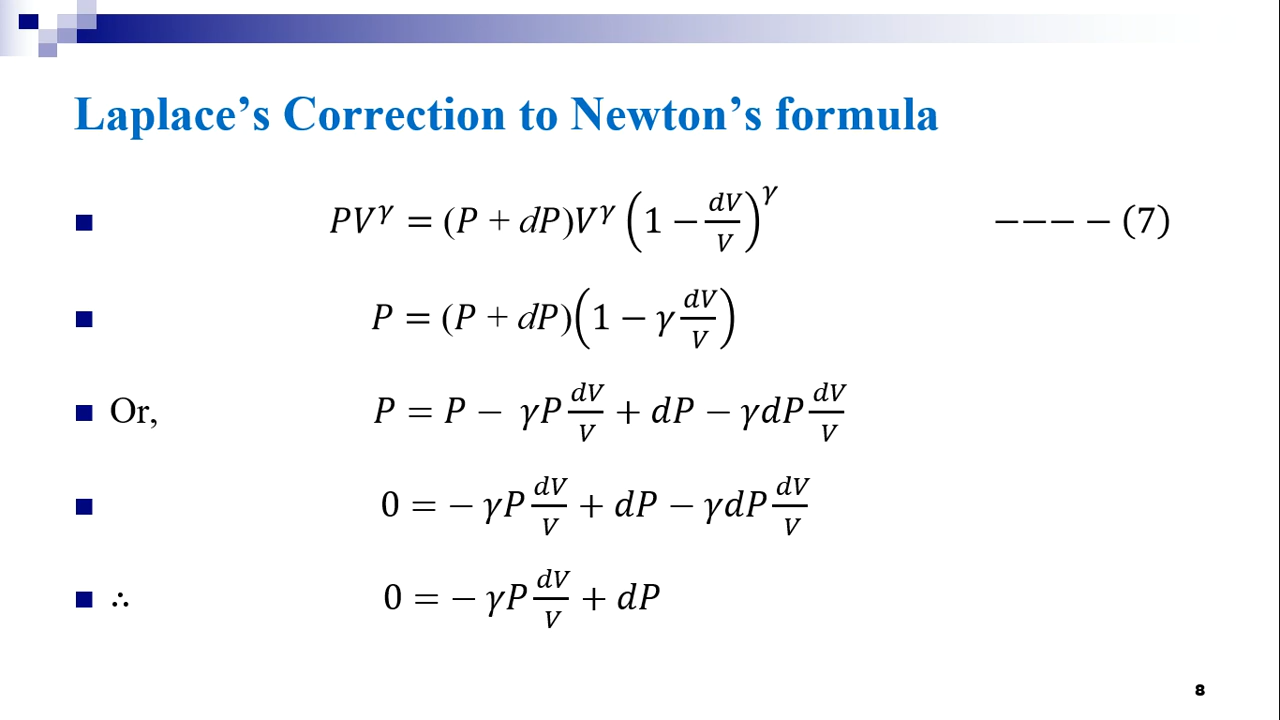 Laplace’s Correction to Newton’s formula
■ 𝑃𝑉^𝛾 = (𝑃 + 𝑑𝑃)𝑉^𝛾 (1 − 𝑑𝑉/𝑉)^𝛾 −−− − (7)
■ 𝑃 = (𝑃 + 𝑑𝑃)(1 − 𝛾 𝑑𝑉/𝑉)
■ Or, 𝑃 = 𝑃 − 𝛾𝑃 𝑑𝑉/𝑉 + 𝑑𝑃 − 𝛾𝑑𝑃 𝑑𝑉/𝑉
■ 0 = − 𝛾𝑃 𝑑𝑉/𝑉 + 𝑑𝑃 − 𝛾𝑑𝑃 𝑑𝑉/𝑉
■ ∴ 0 = − 𝛾𝑃 𝑑𝑉/𝑉 + 𝑑𝑃
8